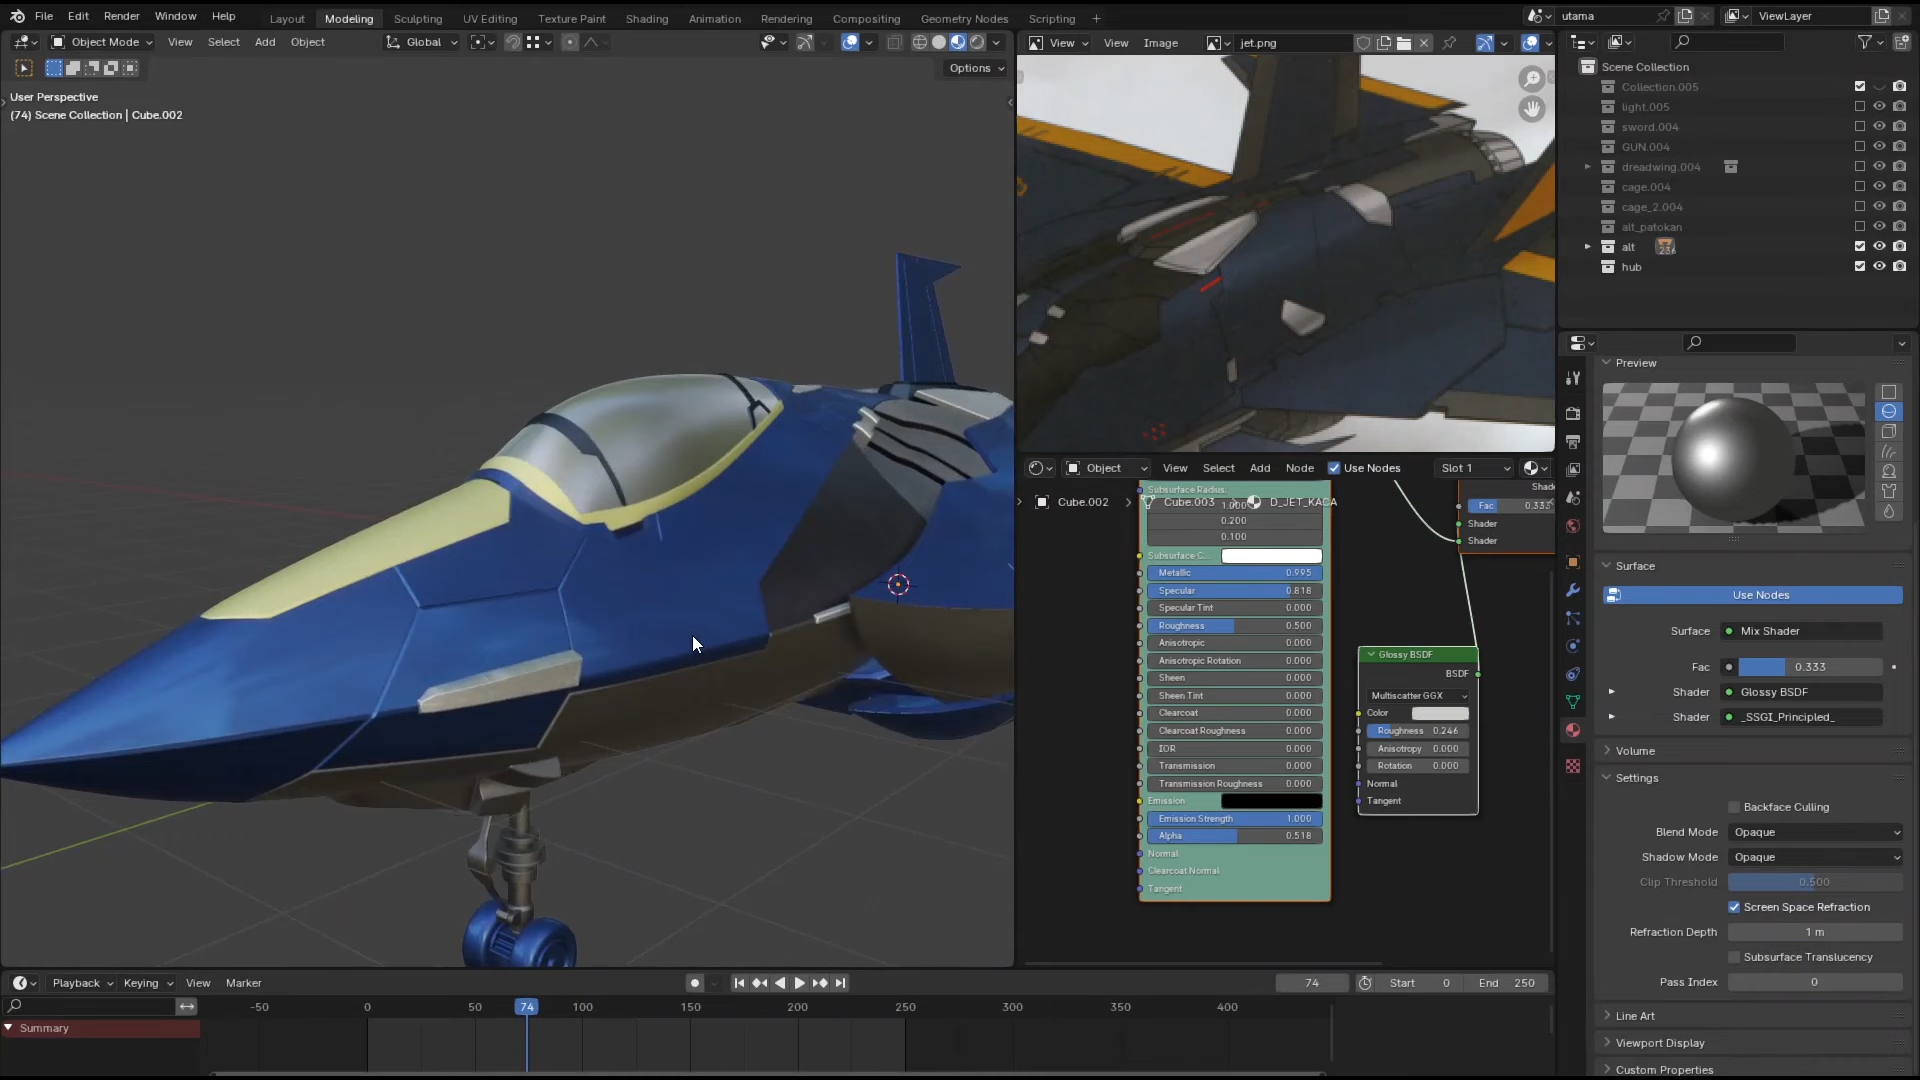 File Edit Render Window Help Layout Modeling Sculpting UV Editing Texture Paint Shading Animation Rendering Compositing Geometry Nodes Scripting + utama ViewLayer
Object Mode View Select Add Object Global
Options
User Perspective
(74) Scene Collection | Cube.002
View View Image jet.png
Object View Select Add Node Use Nodes Slot 1
Cube.002 Cube.003 D_JET_KACA
Subsurface Radius:
1.000
0.200
0.100
Subsurface C...
Metallic 0.995
Specular 0.818
Specular Tint 0.000
Roughness 0.500
Anisotropic 0.000
Anisotropic Rotation 0.000
Sheen 0.000
Sheen Tint 0.000
Clearcoat 0.000
Clearcoat Roughness 0.000
IOR 0.000
Transmission 0.000
Transmission Roughness 0.000
Emission
Emission Strength 1.000
Alpha 0.518
Normal
Clearcoat Normal
Tangent
Shade
Fac 0.333
Shader
Shader
Glossy BSDF
BSDF
Multiscatter GGX
Color
Roughness 0.246
Anisotropy 0.000
Rotation 0.000
Normal
Tangent
Scene Collection
Collection.005
light.005
sword.004
GUN.004
dreadwing.004
cage.004
cage_2.004
alt_patokan
alt 236
hub
Preview
Surface
Use Nodes
Surface Mix Shader
Fac 0.333
Shader Glossy BSDF
Shader _SSGI_Principled_
Volume
Settings
Backface Culling
Blend Mode Opaque
Shadow Mode Opaque
Clip Threshold 0.500
Screen Space Refraction
Refraction Depth 1 m
Subsurface Translucency
Pass Index 0
Line Art
Viewport Display
Custom Properties
Playback Keying View Marker 74 Start 0 End 250
-50 0 50 74 100 150 200 250 300 350 400
Summary